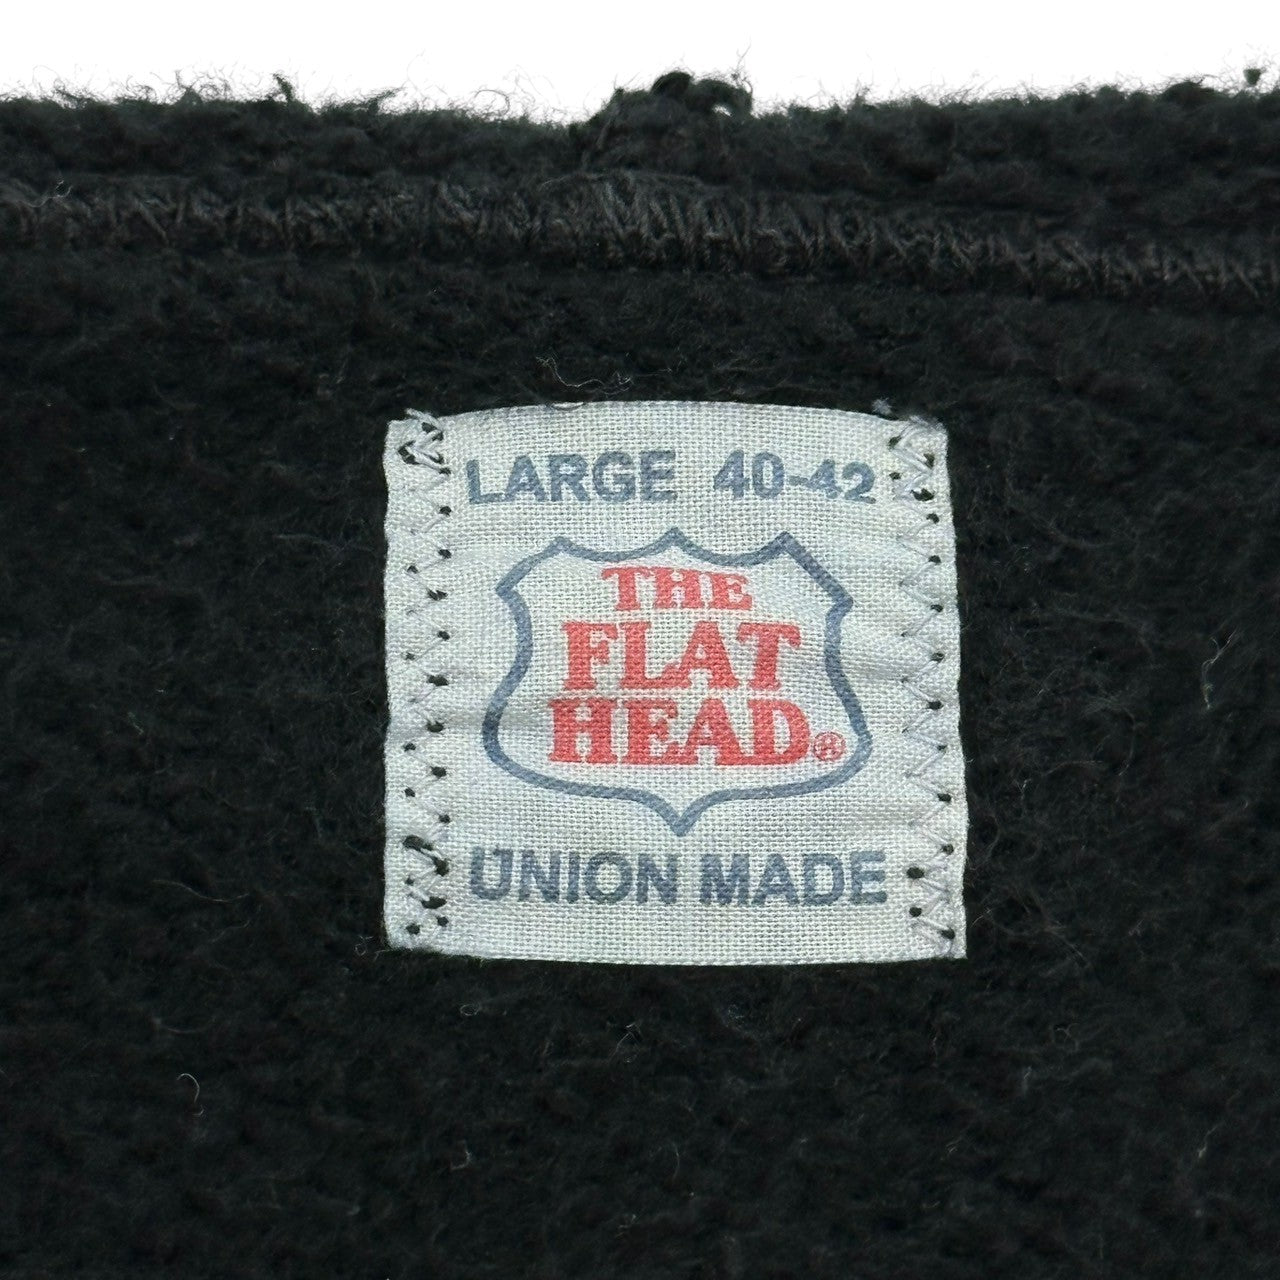 LARGE 40-42
THE
FLAT
HEAD®
UNION MADE